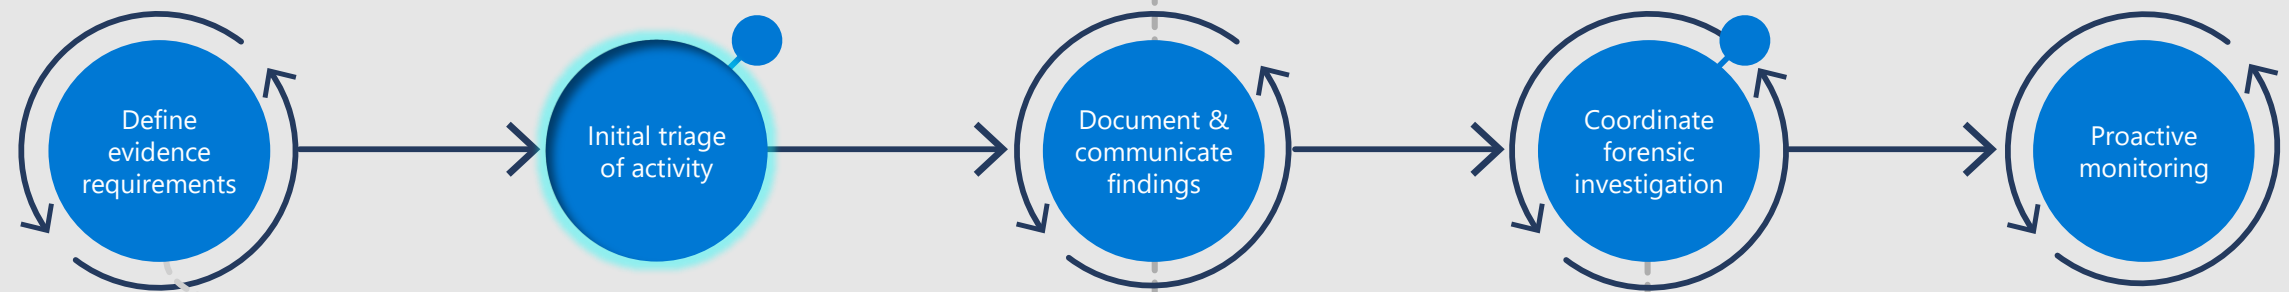 Define
evidence
requirements
Initial triage
of activity
Document &
communicate
findings
Coordinate
forensic
investigation
Proactive
monitoring